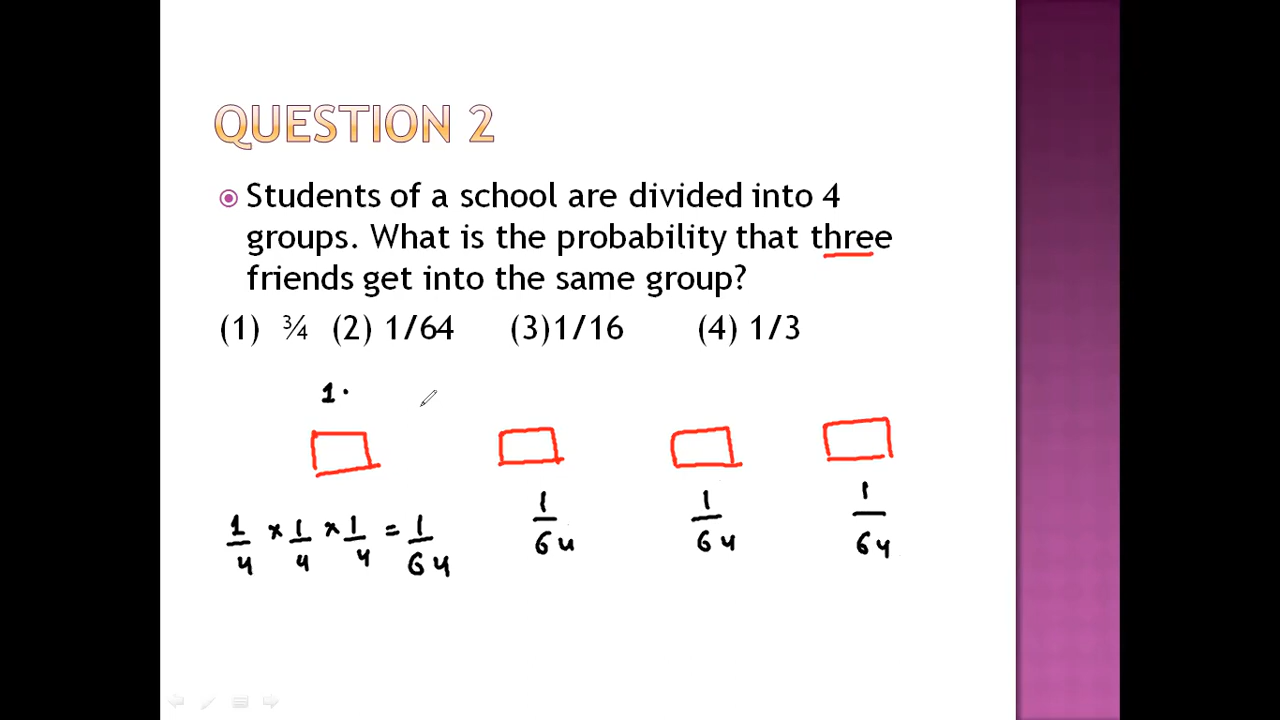 QUESTION 2
Students of a school are divided into 4
groups. What is the probability that three
friends get into the same group?
(1) ¾ (2) 1/64 (3)1/16 (4) 1/3
1·
1/4 × 1/4 × 1/4 = 1/64 1/64 1/64 1/64